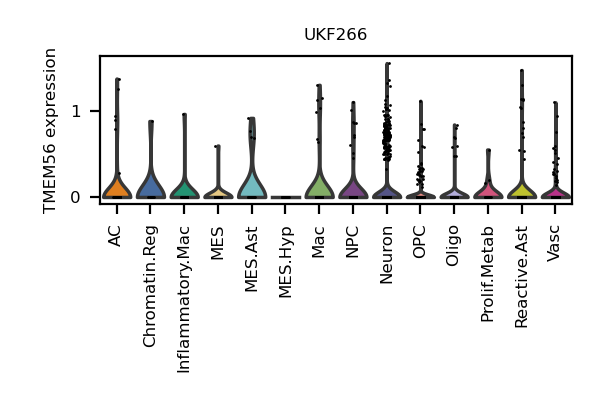 UKF266
TMEM56 expression
1
0
AC
Chromatin.Reg
Inflammatory.Mac
MES
MES.Ast
MES.Hyp
Mac
NPC
Neuron
OPC
Oligo
Prolif.Metab
Reactive.Ast
Vasc